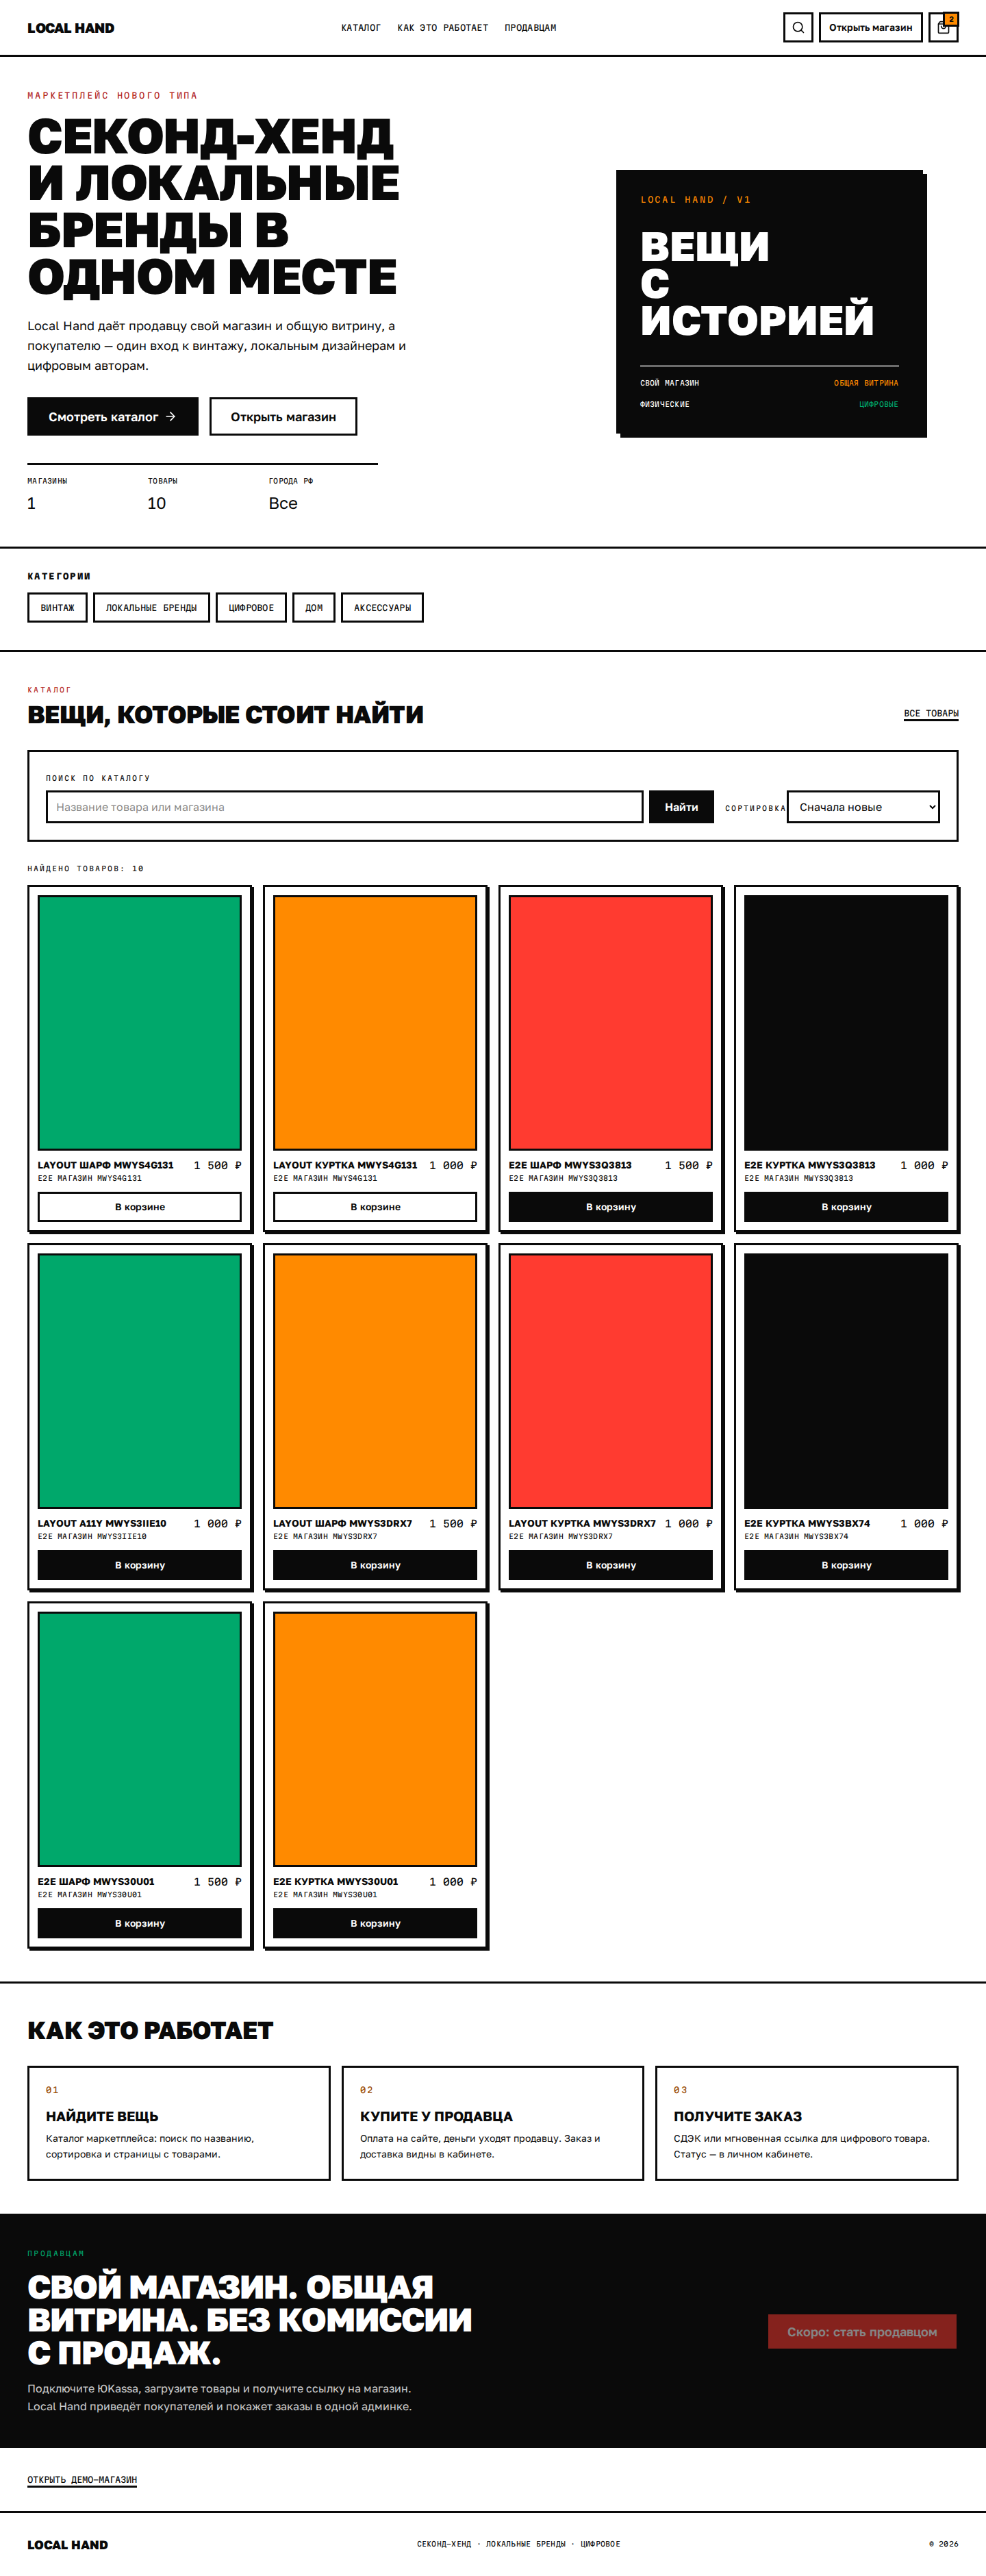 LOCAL HAND
КАТАЛОГ КАК ЭТО РАБОТАЕТ ПРОДАВЦАМ
Открыть магазин
2
МАРКЕТПЛЕЙС НОВОГО ТИПА
СЕКОНД-ХЕНД
И ЛОКАЛЬНЫЕ
БРЕНДЫ В
ОДНОМ МЕСТЕ
Local Hand даёт продавцу свой магазин и общую витрину, а
покупателю — один вход к винтажу, локальным дизайнерам и
цифровым авторам.
Смотреть каталог →
Открыть магазин
МАГАЗИНЫ ТОВАРЫ ГОРОДА РФ
1 10 Все
LOCAL HAND / V1
ВЕЩИ
С
ИСТОРИЕЙ
СВОЙ МАГАЗИН ОБЩАЯ ВИТРИНА
ФИЗИЧЕСКИЕ ЦИФРОВЫЕ
КАТЕГОРИИ
ВИНТАЖ ЛОКАЛЬНЫЕ БРЕНДЫ ЦИФРОВОЕ ДОМ АКСЕССУАРЫ
КАТАЛОГ
ВЕЩИ, КОТОРЫЕ СТОИТ НАЙТИ
ВСЕ ТОВАРЫ
ПОИСК ПО КАТАЛОГУ
Название товара или магазина
Найти
СОРТИРОВКА
Сначала новые
НАЙДЕНО ТОВАРОВ: 10
LAYOUT ШАРФ MWYS4G131 1 500 ₽
E2E МАГАЗИН MWYS4G131
В корзине
LAYOUT КУРТКА MWYS4G131 1 000 ₽
E2E МАГАЗИН MWYS4G131
В корзине
E2E ШАРФ MWYS3Q3813 1 500 ₽
E2E МАГАЗИН MWYS3Q3813
В корзину
E2E КУРТКА MWYS3Q3813 1 000 ₽
E2E МАГАЗИН MWYS3Q3813
В корзину
LAYOUT A11Y MWYS3IIE10 1 000 ₽
E2E МАГАЗИН MWYS3IIE10
В корзину
LAYOUT ШАРФ MWYS3DRX7 1 500 ₽
E2E МАГАЗИН MWYS3DRX7
В корзину
LAYOUT КУРТКА MWYS3DRX7 1 000 ₽
E2E МАГАЗИН MWYS3DRX7
В корзину
E2E КУРТКА MWYS3BX74 1 000 ₽
E2E МАГАЗИН MWYS3BX74
В корзину
E2E ШАРФ MWYS30U01 1 500 ₽
E2E МАГАЗИН MWYS30U01
В корзину
E2E КУРТКА MWYS30U01 1 000 ₽
E2E МАГАЗИН MWYS30U01
В корзину
КАК ЭТО РАБОТАЕТ
01
НАЙДИТЕ ВЕЩЬ
Каталог маркетплейса: поиск по названию,
сортировка и страницы с товарами.
02
КУПИТЕ У ПРОДАВЦА
Оплата на сайте, деньги уходят продавцу. Заказ и
доставка видны в кабинете.
03
ПОЛУЧИТЕ ЗАКАЗ
СДЭК или мгновенная ссылка для цифрового товара.
Статус — в личном кабинете.
ПРОДАВЦАМ
СВОЙ МАГАЗИН. ОБЩАЯ
ВИТРИНА. БЕЗ КОМИССИИ
С ПРОДАЖ.
Подключите ЮKassa, загрузите товары и получите ссылку на магазин.
Local Hand приведёт покупателей и покажет заказы в одной админке.
Скоро: стать продавцом
ОТКРЫТЬ ДЕМО-МАГАЗИН
LOCAL HAND
СЕКОНД-ХЕНД · ЛОКАЛЬНЫЕ БРЕНДЫ · ЦИФРОВОЕ
© 2026